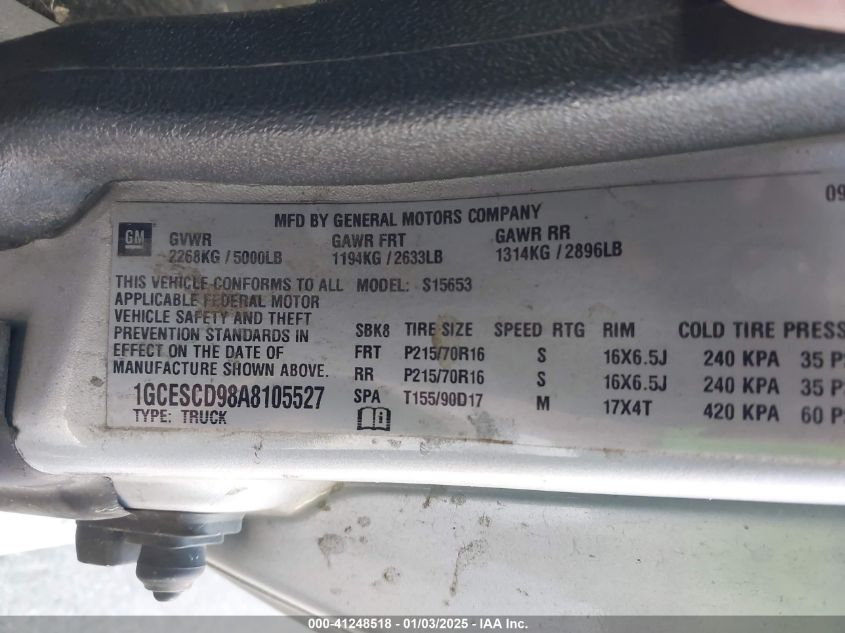 09
MFD BY GENERAL MOTORS COMPANY
GM
GVWR GAWR FRT GAWR RR
2268KG / 5000LB 1194KG / 2633LB 1314KG / 2896LB
THIS VEHICLE CONFORMS TO ALL MODEL: S15653
APPLICABLE FEDERAL MOTOR
VEHICLE SAFETY AND THEFT
PREVENTION STANDARDS IN
EFFECT ON THE DATE OF
MANUFACTURE SHOWN ABOVE.
SBK8 TIRE SIZE SPEED RTG RIM COLD TIRE PRESS
FRT P215/70R16 S 16X6.5J 240 KPA 35 P
RR P215/70R16 S 16X6.5J 240 KPA 35 P
SPA T155/90D17 M 17X4T 420 KPA 60 P
1GCESCD98A8105527
TYPE: TRUCK
000-41248518 - 01/03/2025 - IAA Inc.